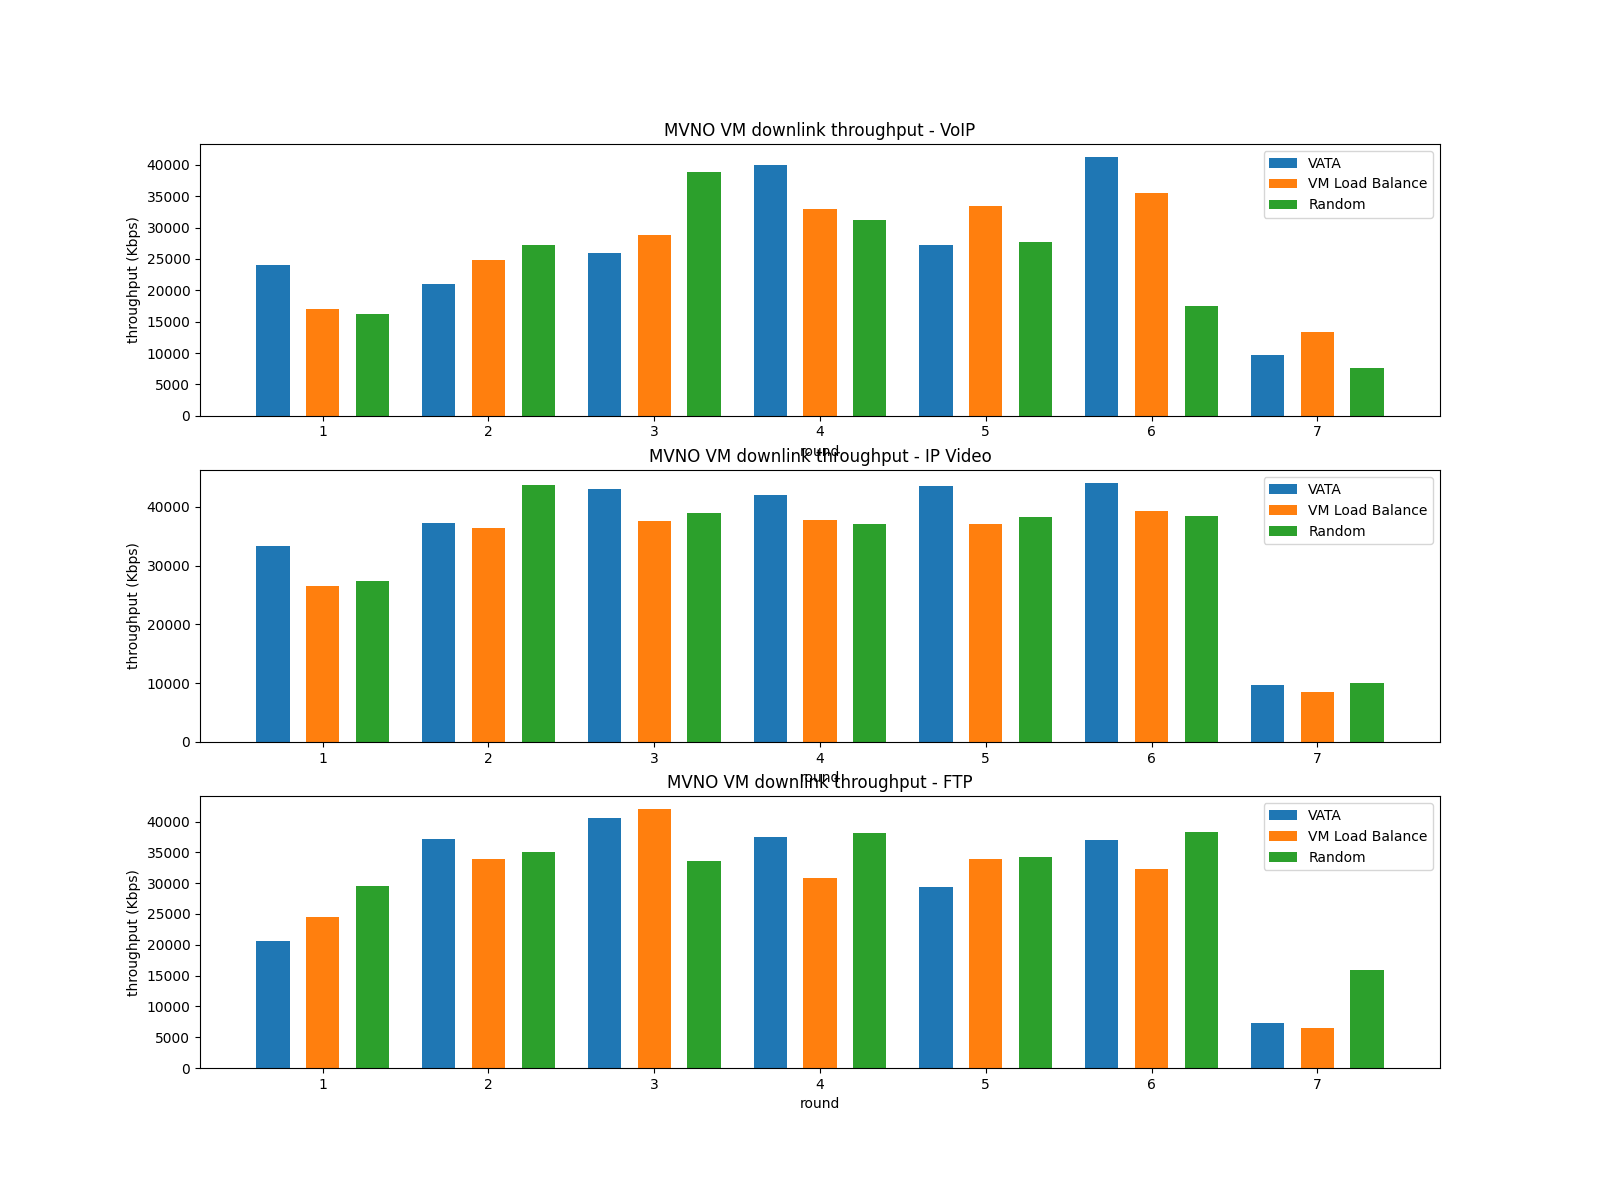 MVNO VM downlink throughput - VoIP
throughput (Kbps)
40000
35000
30000
25000
20000
15000
10000
5000
0
VATA
VM Load Balance
Random
1 2 3 4 5 6 7
round
MVNO VM downlink throughput - IP Video
throughput (Kbps)
40000
30000
20000
10000
0
VATA
VM Load Balance
Random
1 2 3 4 5 6 7
round
MVNO VM downlink throughput - FTP
throughput (Kbps)
40000
35000
30000
25000
20000
15000
10000
5000
0
VATA
VM Load Balance
Random
1 2 3 4 5 6 7
round